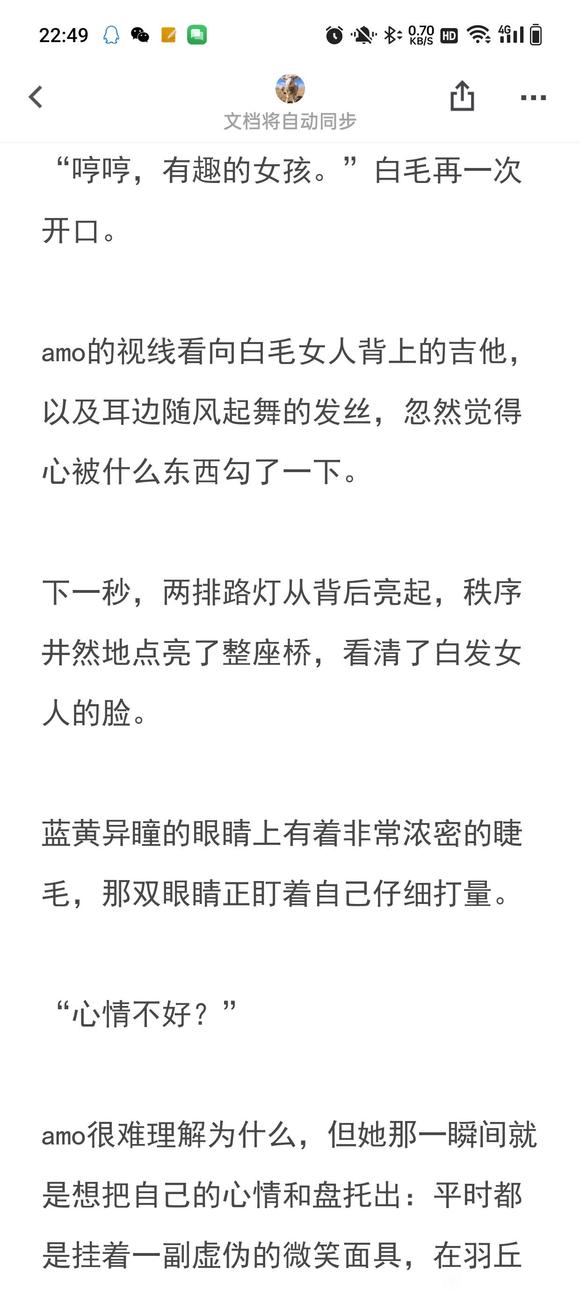 22:49
0.70 KB/S HD 4G
文档将自动同步
“哼哼，有趣的女孩。”白毛再一次
开口。
amo的视线看向白毛女人背上的吉他，
以及耳边随风起舞的发丝，忽然觉得
心被什么东西勾了一下。
下一秒，两排路灯从背后亮起，秩序
井然地点亮了整座桥，看清了白发女
人的脸。
蓝黄异瞳的眼睛上有着非常浓密的睫
毛，那双眼睛正盯着自己仔细打量。
“心情不好？”
amo很难理解为什么，但她那一瞬间就
是想把自己的心情和盘托出：平时都
是挂着一副虚伪的微笑面具，在羽丘